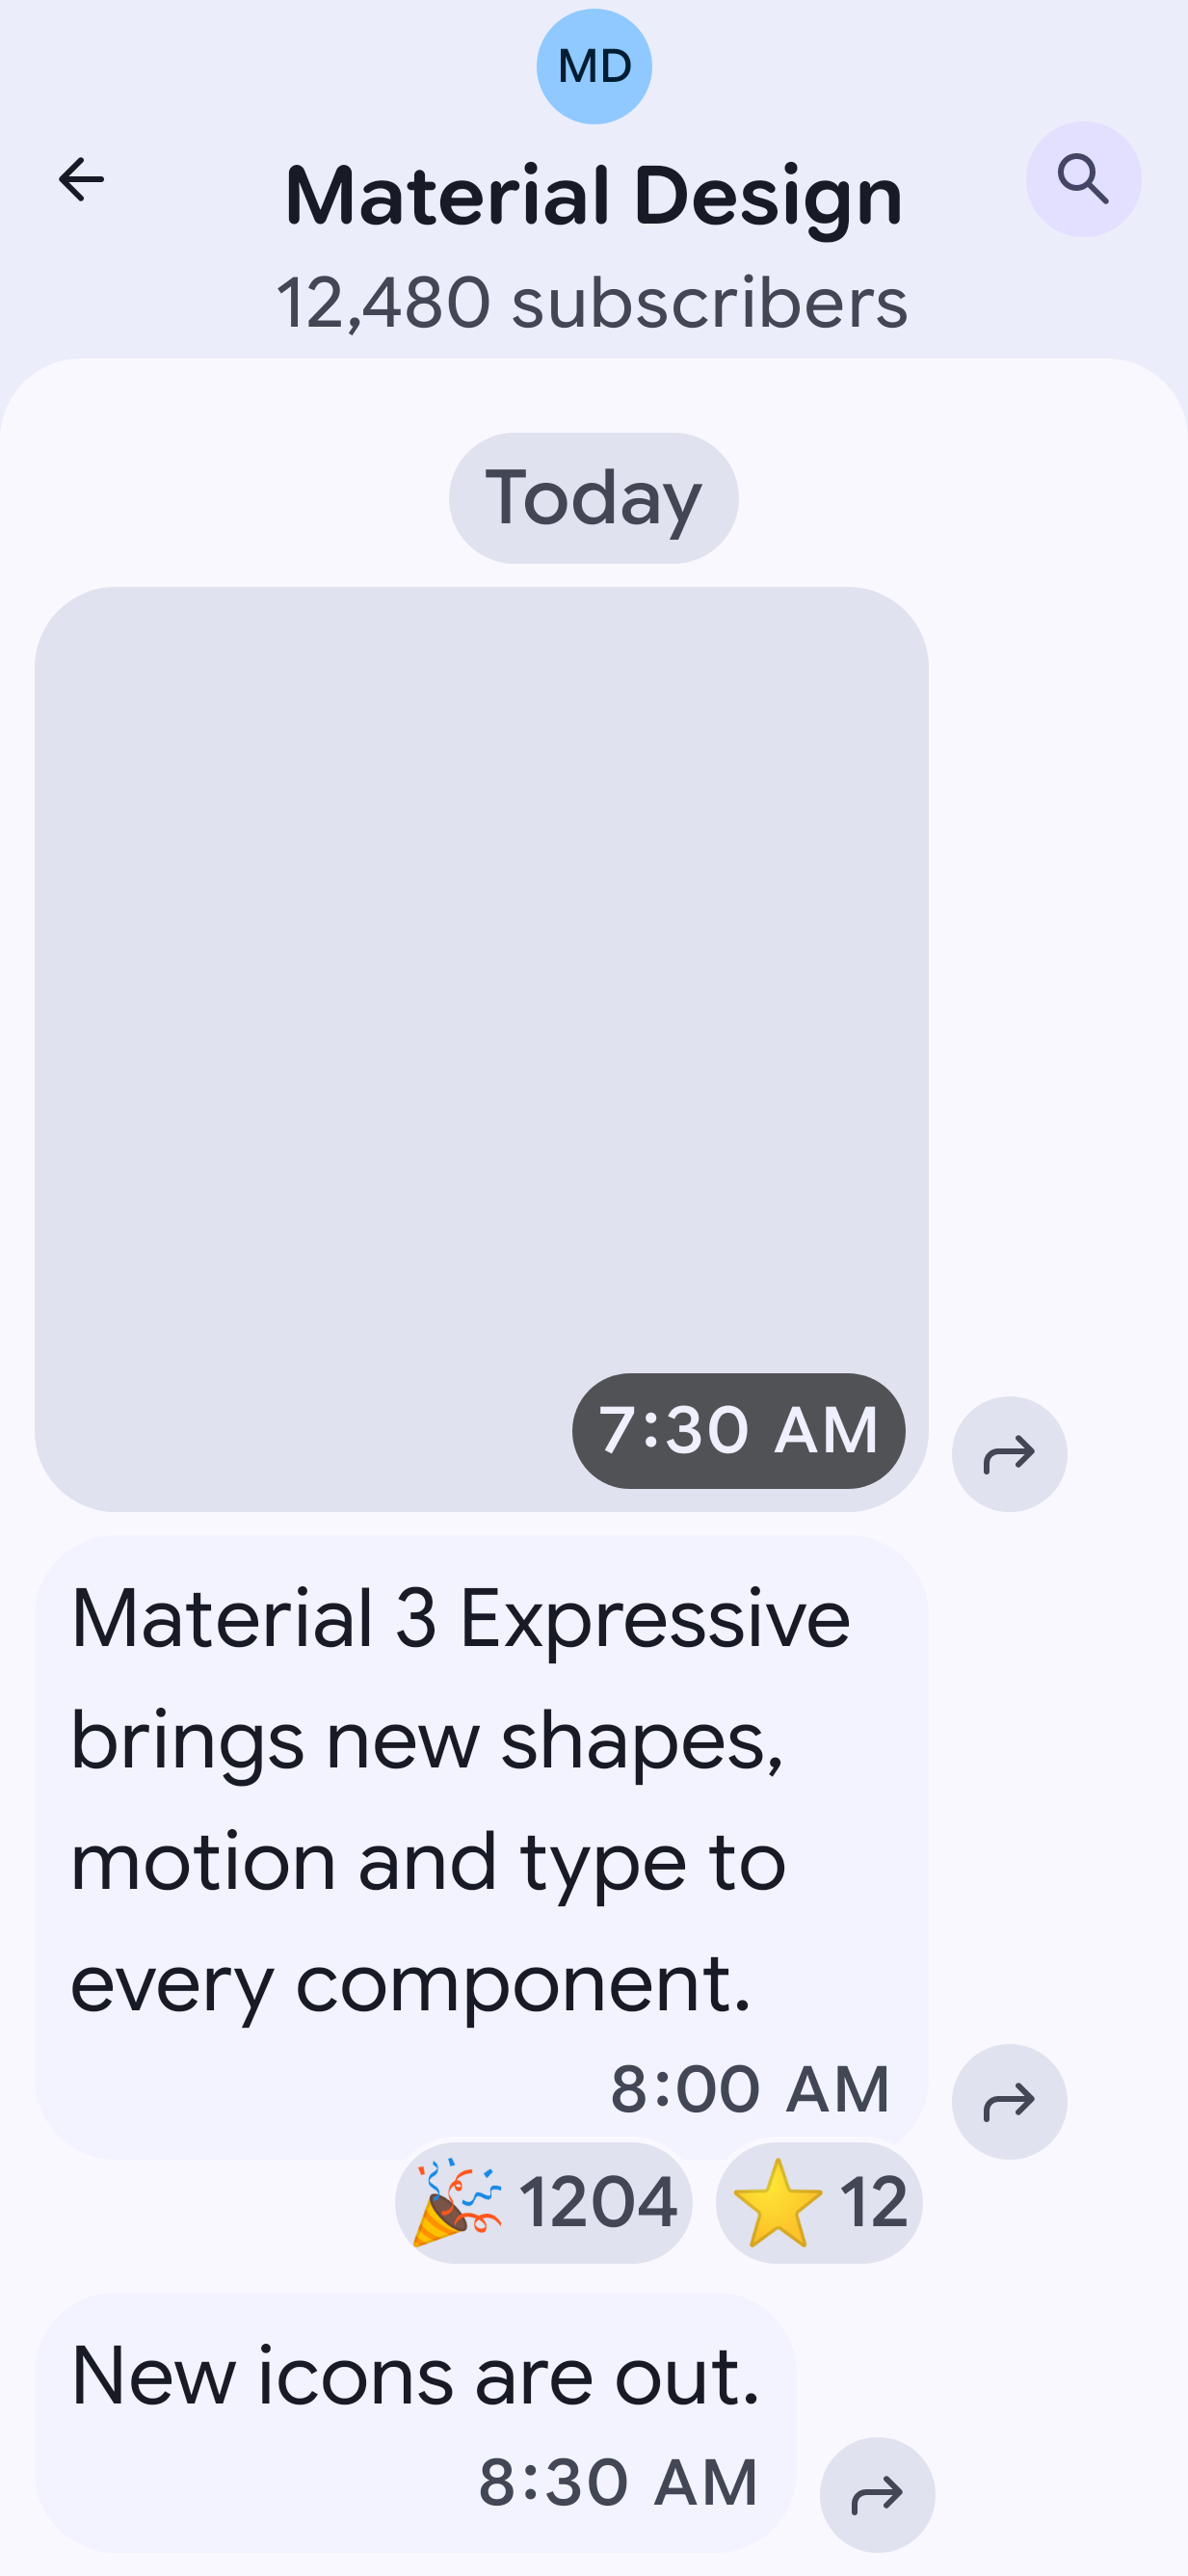 MD
Material Design
12,480 subscribers
Today
7:30 AM
Material 3 Expressive
brings new shapes,
motion and type to
every component.
8:00 AM
🎉 1204 ⭐ 12
New icons are out.
8:30 AM